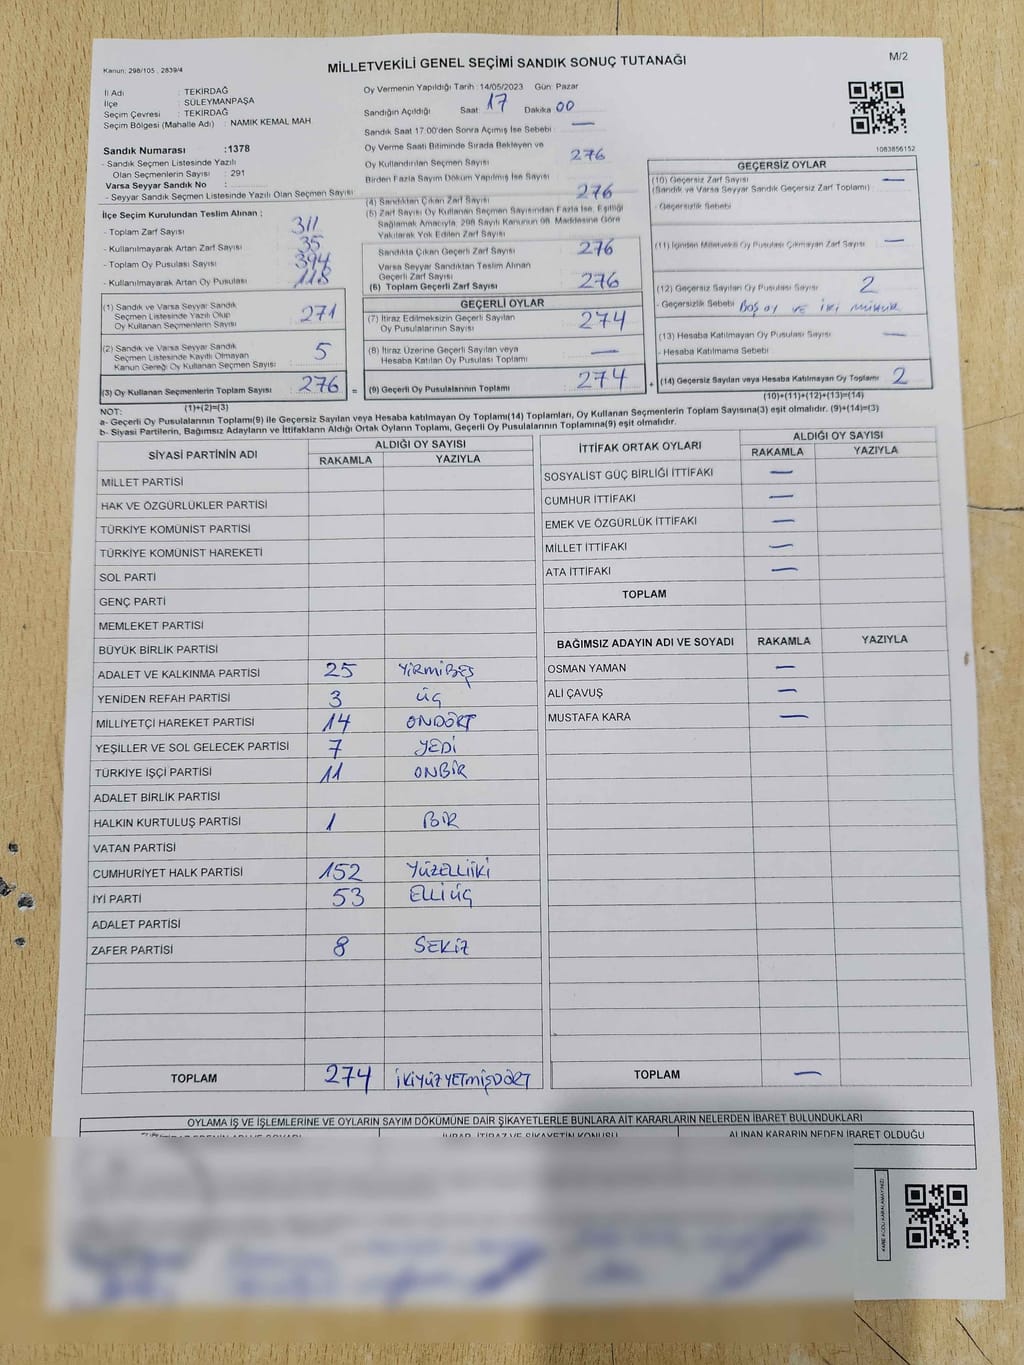 Kanun: 298/105 , 2839/4
MİLLETVEKİLİ GENEL SEÇİMİ SANDIK SONUÇ TUTANAĞI
M/2
İl Adı : TEKİRDAĞ
İlçe : SÜLEYMANPAŞA
Seçim Çevresi : TEKİRDAĞ
Seçim Bölgesi (Mahalle Adı) : NAMIK KEMAL MAH
Sandık Numarası :1378
- Sandık Seçmen Listesinde Yazılı
Olan Seçmenlerin Sayısı : 291
Varsa Seyyar Sandık No :
- Seyyar Sandık Seçmen Listesinde Yazılı Olan Seçmen Sayısı :
İlçe Seçim Kurulundan Teslim Alınan ;
- Toplam Zarf Sayısı : 311
- Kullanılmayarak Artan Zarf Sayısı : 35
- Toplam Oy Pusulası Sayısı : 394
- Kullanılmayarak Artan Oy Pusulası : 118
(1) Sandık ve Varsa Seyyar Sandık
Seçmen Listesinde Yazılı Olup
Oy Kullanan Seçmenlerin Sayısı : 271
(2) Sandık ve Varsa Seyyar Sandık
Seçmen Listesinde Kayıtlı Olmayan
Kanun Gereği Oy Kullanan Seçmen Sayısı : 5
(3) Oy Kullanan Seçmenlerin Toplam Sayısı : 276 =
(1)+(2)=(3)
Oy Vermenin Yapıldığı Tarih :14/05/2023 Gün: Pazar
Sandığın Açıldığı Saat: 17 Dakika: 00
Sandık Saat 17.00'den Sonra Açmış İse Sebebi : —
Oy Verme Saati Bitiminde Sırada Bekleyen ve
Oy Kullandırılan Seçmen Sayısı : 276
Birden Fazla Sayım Döküm Yapılmış İse Sayısı :
(4) Sandıktan Çıkan Zarf Sayısı : 276
(5) Zarf Sayısı Oy Kullanan Seçmen Sayısından Fazla İse, Eşitliği
Sağlamak Amacıyla, 298 Sayılı Kanunun 98. Maddesine Göre
Yakılarak Yok Edilen Zarf Sayısı :
Sandıkta Çıkan Geçerli Zarf Sayısı : 276
Varsa Seyyar Sandıktan Teslim Alınan
Geçerli Zarf Sayısı
(6) Toplam Geçerli Zarf Sayısı : 276
GEÇERLİ OYLAR
(7) İtiraz Edilmeksizin Geçerli Sayılan
Oy Pusulalarının Sayısı : 274
(8) İtiraz Üzerine Geçerli Sayılan veya
Hesaba Katılan Oy Pusulası Toplamı : —
(9) Geçerli Oy Pusulalarının Toplamı : 274 +
1083856152
GEÇERSİZ OYLAR
(10) Geçersiz Zarf Sayısı : —
(Sandık ve Varsa Seyyar Sandık Geçersiz Zarf Toplamı)
- Geçersizlik Sebebi :
(11) İçinden Milletvekili Oy Pusulası Çıkmayan Zarf Sayısı : —
(12) Geçersiz Sayılan Oy Pusulası Sayısı : 2
- Geçersizlik Sebebi : BOŞ OY VE İKİ MÜHÜR
(13) Hesaba Katılmayan Oy Pusulası Sayısı : —
- Hesaba Katılmama Sebebi :
(14) Geçersiz Sayılan veya Hesaba Katılmayan Oy Toplamı : 2
(10)+(11)+(12)+(13)=(14)
NOT:
a- Geçerli Oy Pusulalarının Toplamı(9) ile Geçersiz Sayılan veya Hesaba katılmayan Oy Toplamı(14) Toplamları, Oy Kullanan Seçmenlerin Toplam Sayısına(3) eşit olmalıdır. (9)+(14)=(3)
b- Siyasi Partilerin, Bağımsız Adayların ve İttifakların Aldığı Ortak Oyların Toplamı, Geçerli Oy Pusulalarının Toplamına(9) eşit olmalıdır.
SİYASİ PARTİNİN ADI ALDIĞI OY SAYISI
RAKAMLA YAZIYLA
MİLLET PARTİSİ
HAK VE ÖZGÜRLÜKLER PARTİSİ
TÜRKİYE KOMÜNİST PARTİSİ
TÜRKİYE KOMÜNİST HAREKETİ
SOL PARTİ
GENÇ PARTİ
MEMLEKET PARTİSİ
BÜYÜK BİRLİK PARTİSİ
ADALET VE KALKINMA PARTİSİ 25 YİRMİBEŞ
YENİDEN REFAH PARTİSİ 3 ÜÇ
MİLLİYETÇİ HAREKET PARTİSİ 14 ONDÖRT
YEŞİLLER VE SOL GELECEK PARTİSİ 7 YEDİ
TÜRKİYE İŞÇİ PARTİSİ 11 ONBİR
ADALET BİRLİK PARTİSİ
HALKIN KURTULUŞ PARTİSİ 1 BİR
VATAN PARTİSİ
CUMHURİYET HALK PARTİSİ 152 YÜZELLİİKİ
İYİ PARTİ 53 ELLİ ÜÇ
ADALET PARTİSİ
ZAFER PARTİSİ 8 SEKİZ
TOPLAM 274 İKİYÜZYETMİŞDÖRT
İTTİFAK ORTAK OYLARI ALDIĞI OY SAYISI
RAKAMLA YAZIYLA
SOSYALİST GÜÇ BİRLİĞİ İTTİFAKI —
CUMHUR İTTİFAKI —
EMEK VE ÖZGÜRLÜK İTTİFAKI —
MİLLET İTTİFAKI —
ATA İTTİFAKI —
TOPLAM
BAĞIMSIZ ADAYIN ADI VE SOYADI RAKAMLA YAZIYLA
OSMAN YAMAN —
ALİ ÇAVUŞ —
MUSTAFA KARA —
TOPLAM —
OYLAMA İŞ VE İŞLEMLERİNE VE OYLARIN SAYIM DÖKÜMÜNE DAİR ŞİKAYETLERLE BUNLARA AİT KARARLARIN NELERDEN İBARET BULUNDUKLARI
İHBAR, İTİRAZ VE ŞİKAYETİN KONUSU
ALINAN KARARIN NEDEN İBARET OLDUĞU